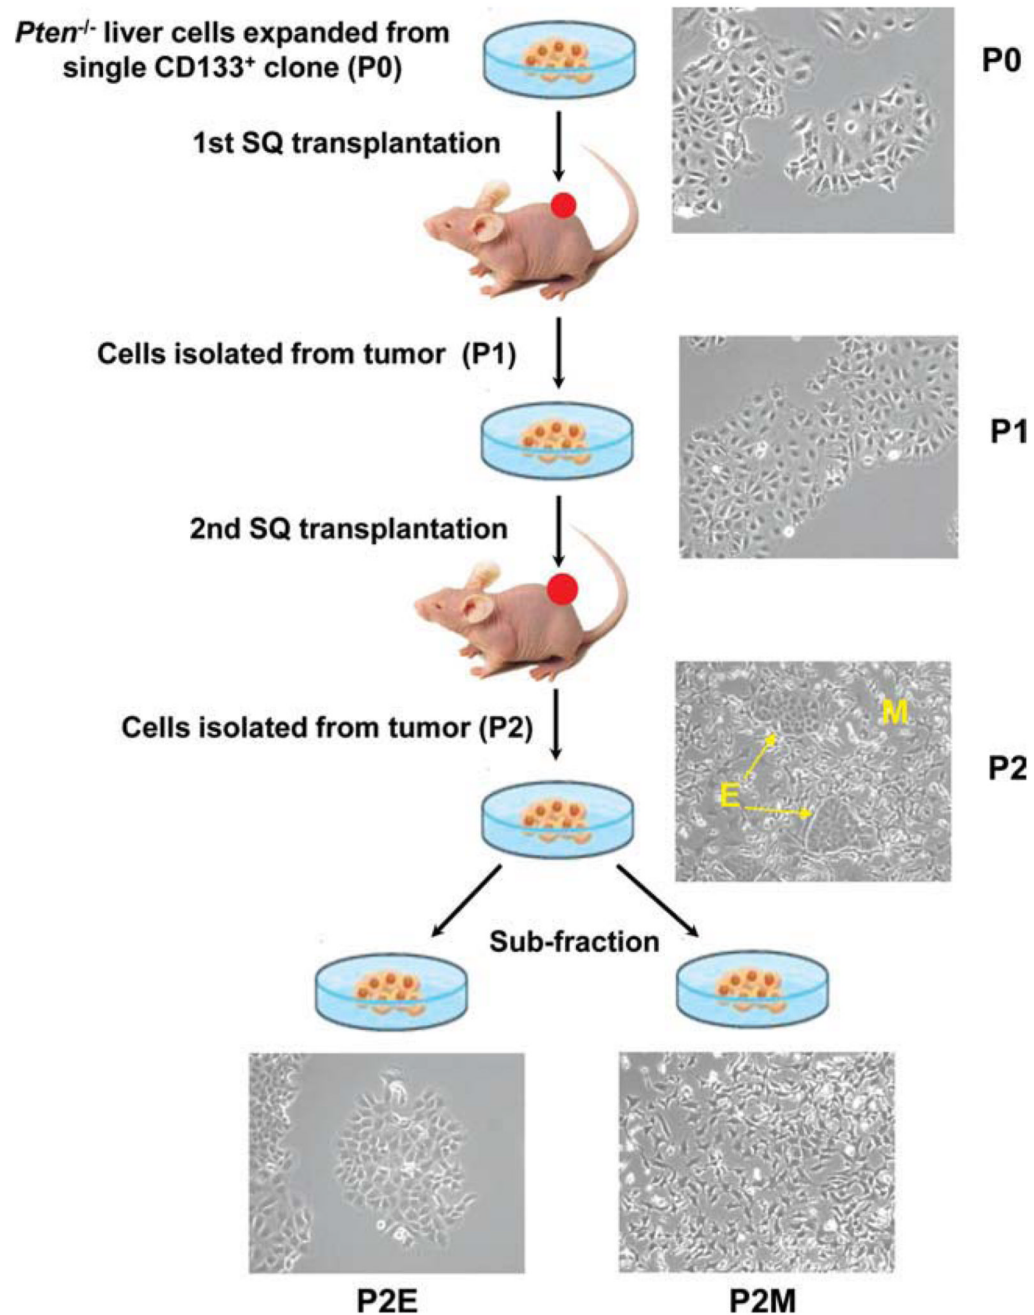 Pten-/- liver cells expanded from
single CD133+ clone (P0)
P0
1st SQ transplantation
Cells isolated from tumor (P1)
P1
2nd SQ transplantation
M
Cells isolated from tumor (P2)
P2
E
Sub-fraction
P2E
P2M